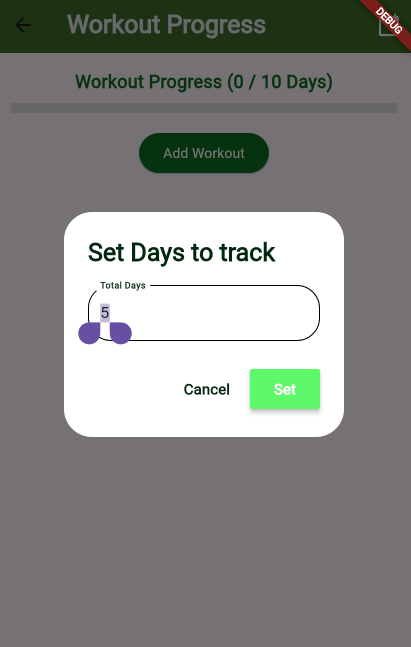 Workout Progress
DEBUG
Workout Progress (0 / 10 Days)
Add Workout
Set Days to track
Total Days
5
Cancel
Set